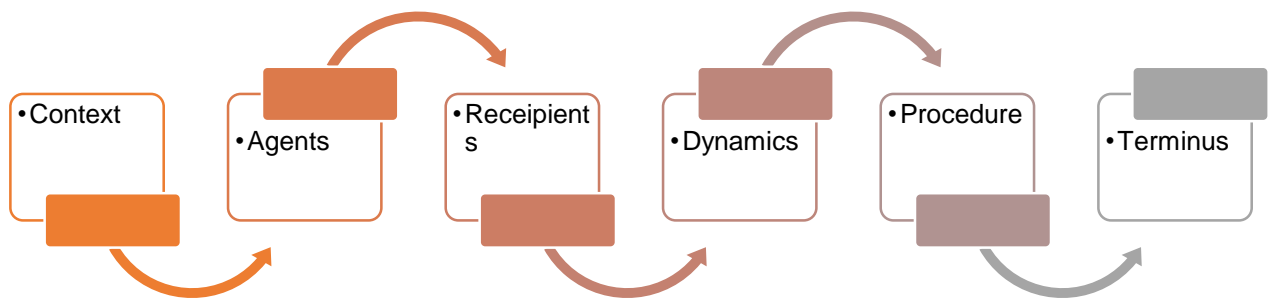 •Context
•Agents
•Receipient
s
•Dynamics
•Procedure
•Terminus